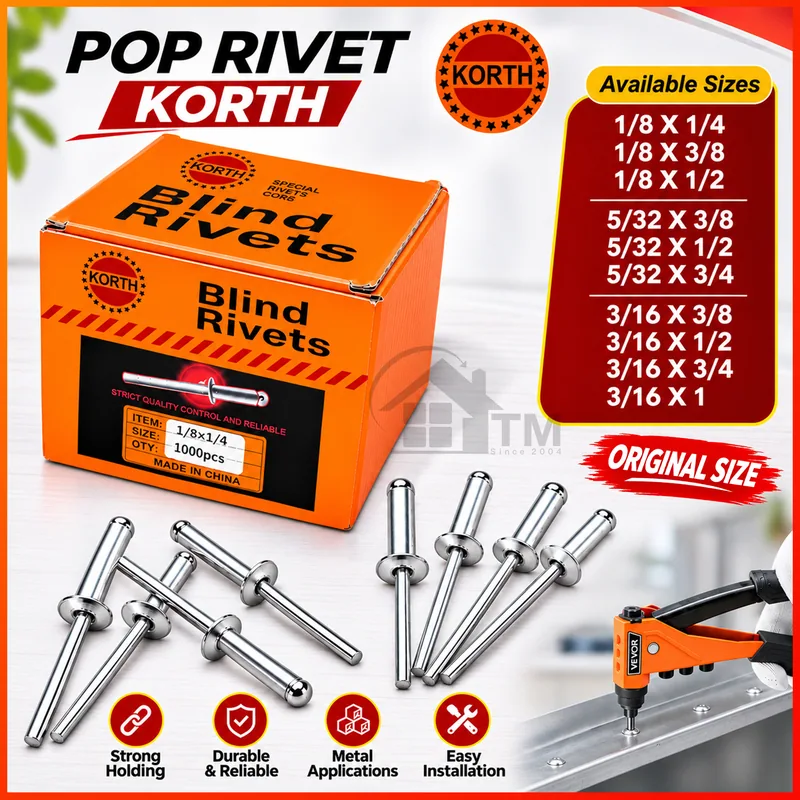 POP RIVET
KORTH
KORTH
Available Sizes
1/8 X 1/4
1/8 X 3/8
1/8 X 1/2
5/32 X 3/8
5/32 X 1/2
5/32 X 3/4
3/16 X 3/8
3/16 X 1/2
3/16 X 3/4
3/16 X 1
KORTH
SPECIAL
RIVETS
CORS
Blind
Rivets
KORTH
Blind
Rivets
STRICT QUALITY CONTROL AND RELIABLE
ITEM:
SIZE: 1/8×1/4
QTY: 1000pcs
MADE IN CHINA
TM
Since 2004
ORIGINAL SIZE
VEVOR
Strong
Holding
Durable
& Reliable
Metal
Applications
Easy
Installation